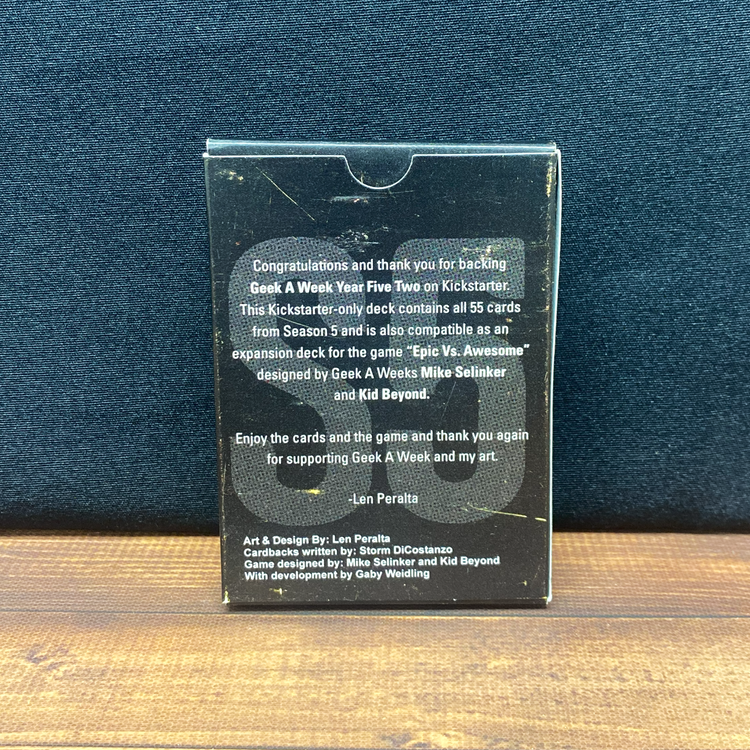 S5
Congratulations and thank you for backing
Geek A Week Year Five Two on Kickstarter.
This Kickstarter-only deck contains all 55 cards
from Season 5 and is also compatible as an
expansion deck for the game "Epic Vs. Awesome"
designed by Geek A Weeks Mike Selinker
and Kid Beyond.
Enjoy the cards and the game and thank you again
for supporting Geek A Week and my art.
-Len Peralta
Art & Design By: Len Peralta
Cardbacks written by: Storm DiCostanzo
Game designed by: Mike Selinker and Kid Beyond
With development by Gaby Weidling